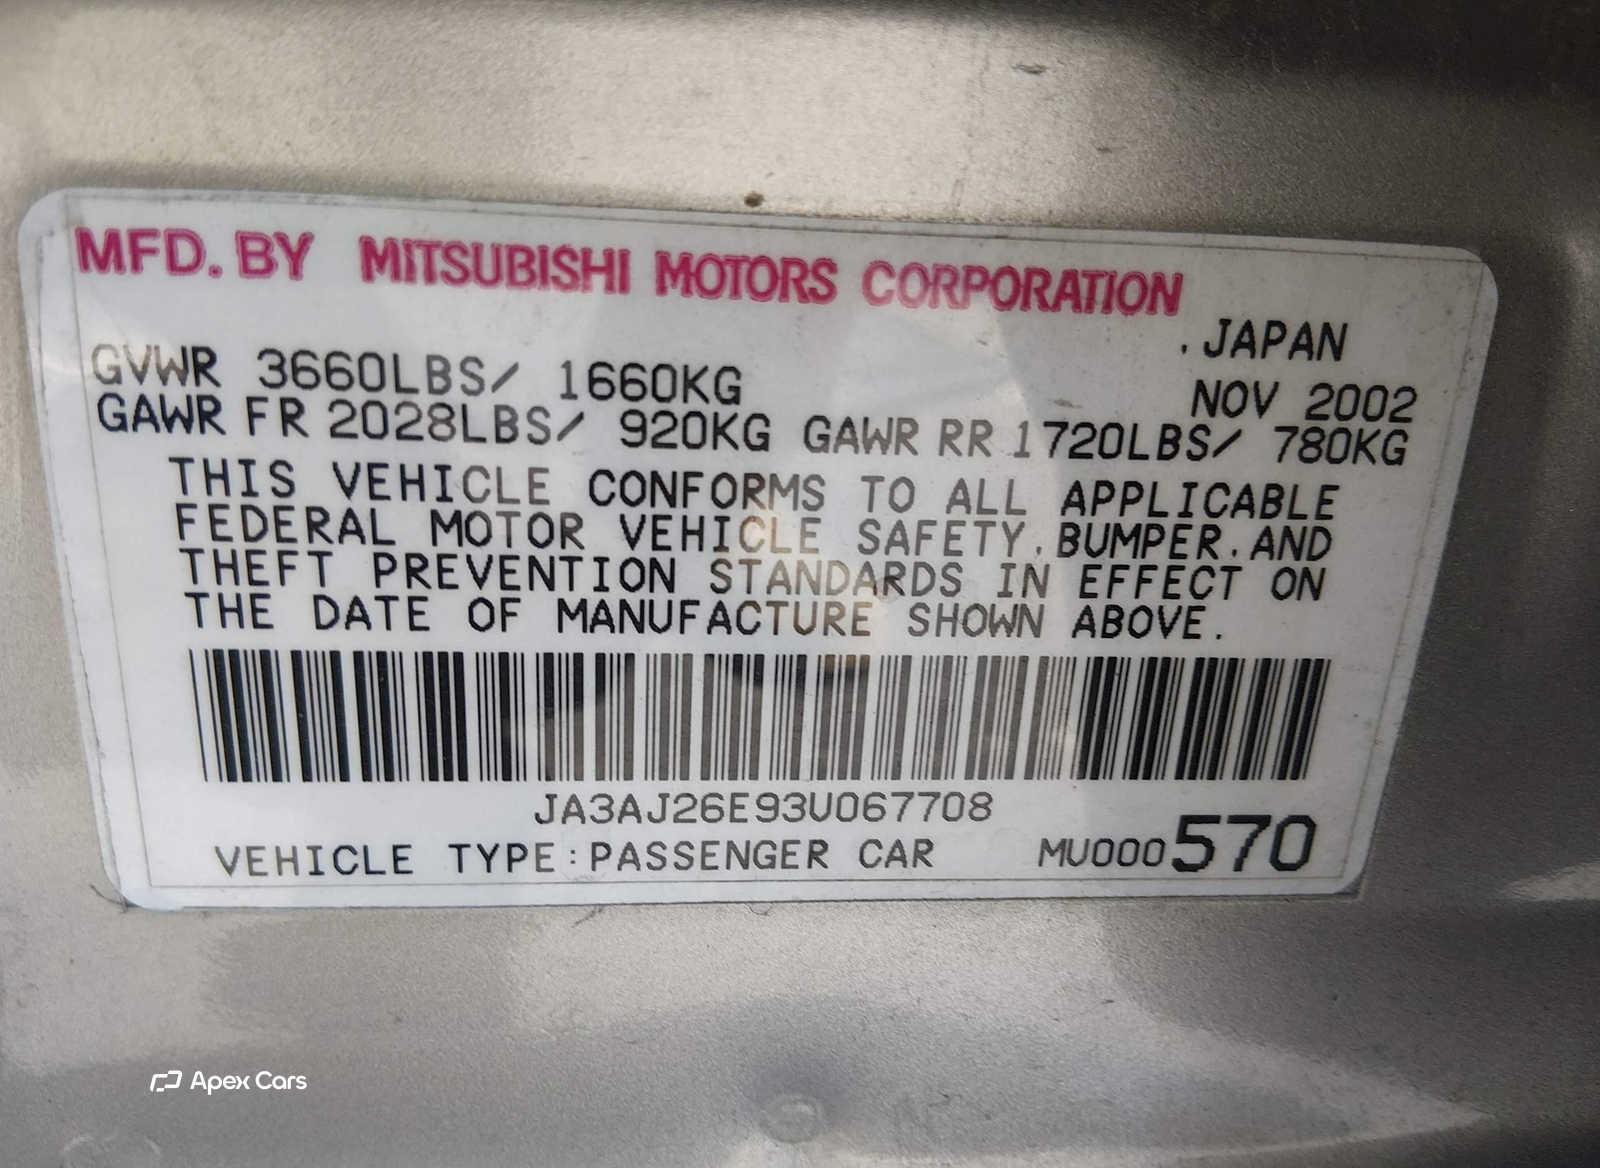 MFD. BY MITSUBISHI MOTORS CORPORATION
. JAPAN
GVWR 3660LBS/ 1660KG NOV 2002
GAWR FR 2028LBS/ 920KG GAWR RR 1720LBS/ 780KG
THIS VEHICLE CONFORMS TO ALL APPLICABLE
FEDERAL MOTOR VEHICLE SAFETY, BUMPER, AND
THEFT PREVENTION STANDARDS IN EFFECT ON
THE DATE OF MANUFACTURE SHOWN ABOVE.
JA3AJ26E93U067708
VEHICLE TYPE:PASSENGER CAR MU000570
Apex Cars